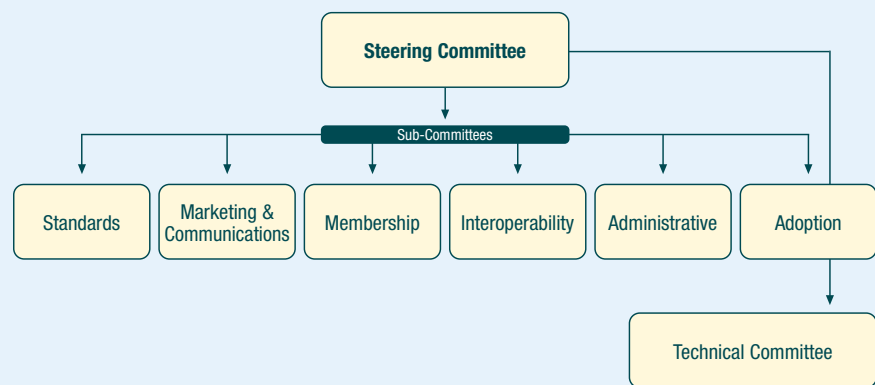 Steering Committee
Sub-Committees
Standards
Marketing &
Communications
Membership
Interoperability
Administrative
Adoption
Technical Committee